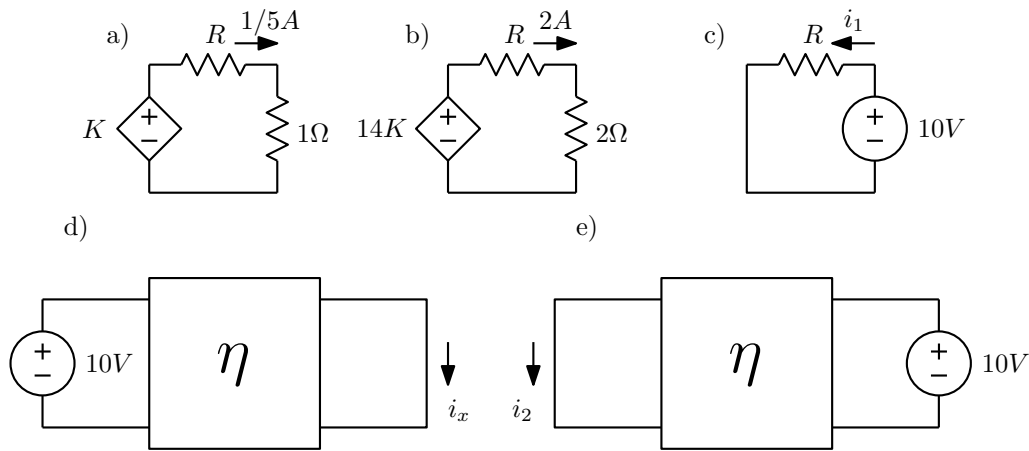 a) R 1/5A
K + − 1Ω
b) R 2A
14K + − 2Ω
c) R i₁
+ − 10V
d)
+ − 10V η iₓ
e)
i₂ η + − 10V